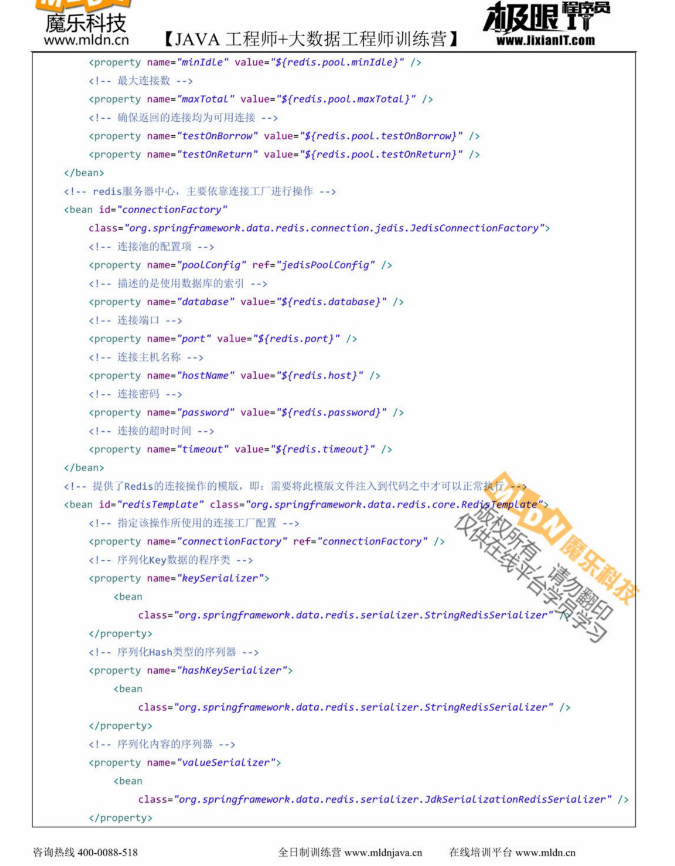 魔乐科技
www.mldn.cn
【JAVA 工程师+大数据工程师训练营】
极限IT程序员
www.JixianIT.com
<property name="minIdle" value="${redis.pool.minIdle}" />
<!-- 最大连接数 -->
<property name="maxTotal" value="${redis.pool.maxTotal}" />
<!-- 确保返回的连接均为可用连接 -->
<property name="testOnBorrow" value="${redis.pool.testOnBorrow}" />
<property name="testOnReturn" value="${redis.pool.testOnReturn}" />
</bean>
<!-- redis服务器中心，主要依靠连接工厂进行操作 -->
<bean id="connectionFactory"
class="org.springframework.data.redis.connection.jedis.JedisConnectionFactory">
<!-- 连接池的配置项 -->
<property name="poolConfig" ref="jedisPoolConfig" />
<!-- 描述的是使用数据库的索引 -->
<property name="database" value="${redis.database}" />
<!-- 连接端口 -->
<property name="port" value="${redis.port}" />
<!-- 连接主机名称 -->
<property name="hostName" value="${redis.host}" />
<!-- 连接密码 -->
<property name="password" value="${redis.password}" />
<!-- 连接的超时时间 -->
<property name="timeout" value="${redis.timeout}" />
</bean>
<!-- 提供了Redis的连接操作的模版，即：需要将此模版文件注入到代码之中才可以正常执行 -->
<bean id="redisTemplate" class="org.springframework.data.redis.core.RedisTemplate">
<!-- 指定该操作所使用的连接工厂配置 -->
<property name="connectionFactory" ref="connectionFactory" />
<!-- 序列化Key数据的程序类 -->
<property name="keySerializer">
<bean
class="org.springframework.data.redis.serializer.StringRedisSerializer" />
</property>
<!-- 序列化Hash类型的序列器 -->
<property name="hashKeySerializer">
<bean
class="org.springframework.data.redis.serializer.StringRedisSerializer" />
</property>
<!-- 序列化内容的序列器 -->
<property name="valueSerializer">
<bean
class="org.springframework.data.redis.serializer.JdkSerializationRedisSerializer" />
</property>
MLDN 魔乐科技
版权所有，请勿翻印
仅供在线平台学员学习
咨询热线 400-0088-518
全日制训练营 www.mldnjava.cn
在线培训平台 www.mldn.cn